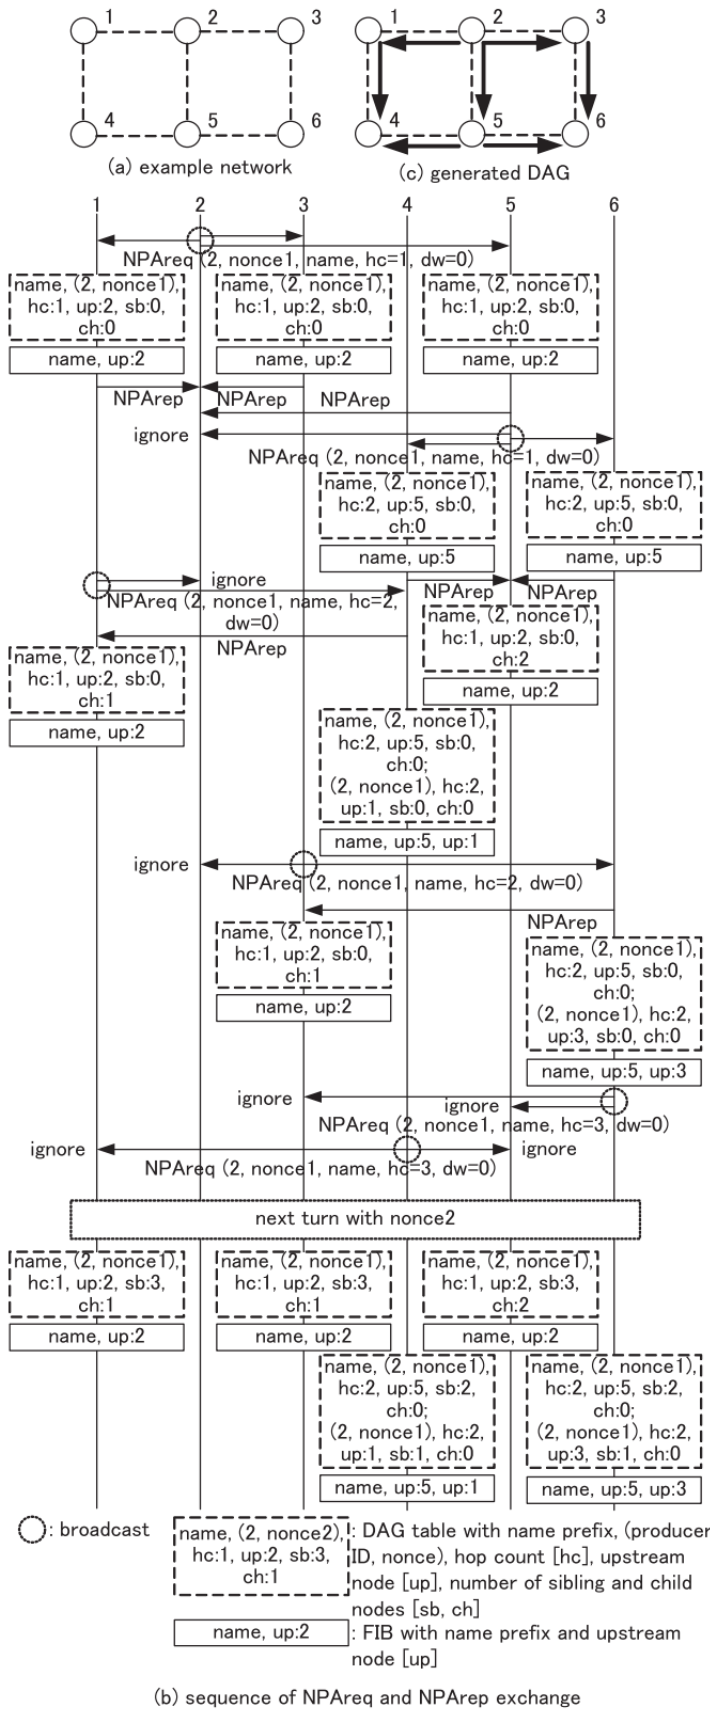 1 2 3
4 5 6
(a) example network
1 2 3
4 5 6
(c) generated DAG
1 2 3 4 5 6
NPAreq (2, nonce1, name, hc=1, dw=0)
name, (2, nonce1),
hc:1, up:2, sb:0,
ch:0
name, up:2
name, (2, nonce1),
hc:1, up:2, sb:0,
ch:0
name, up:2
name, (2, nonce1),
hc:1, up:2, sb:0,
ch:0
name, up:2
NPArep NPArep NPArep
ignore
NPAreq (2, nonce1, name, hc=1, dw=0)
name, (2, nonce1),
hc:2, up:5, sb:0,
ch:0
name, up:5
name, (2, nonce1),
hc:2, up:5, sb:0,
ch:0
name, up:5
ignore
NPAreq (2, nonce1, name, hc=2,
dw=0)
NPArep NPArep
NPArep
name, (2, nonce1),
hc:1, up:2, sb:0,
ch:2
name, up:2
name, (2, nonce1),
hc:1, up:2, sb:0,
ch:1
name, up:2
name, (2, nonce1),
hc:2, up:5, sb:0,
ch:0;
(2, nonce1), hc:2,
up:1, sb:0, ch:0
name, up:5, up:1
ignore
NPAreq (2, nonce1, name, hc=2, dw=0)
NPArep
name, (2, nonce1),
hc:1, up:2, sb:0,
ch:1
name, up:2
name, (2, nonce1),
hc:2, up:5, sb:0,
ch:0;
(2, nonce1), hc:2,
up:3, sb:0, ch:0
name, up:5, up:3
ignore
ignore
NPAreq (2, nonce1, name, hc=3, dw=0)
ignore
ignore
NPAreq (2, nonce1, name, hc=3, dw=0)
next turn with nonce2
name, (2, nonce1),
hc:1, up:2, sb:3,
ch:1
name, up:2
name, (2, nonce1),
hc:1, up:2, sb:3,
ch:1
name, up:2
name, (2, nonce1),
hc:1, up:2, sb:3,
ch:2
name, up:2
name, (2, nonce1),
hc:2, up:5, sb:2,
ch:0;
(2, nonce1), hc:2,
up:1, sb:1, ch:0
name, up:5, up:1
name, (2, nonce1),
hc:2, up:5, sb:2,
ch:0;
(2, nonce1), hc:2,
up:3, sb:1, ch:0
name, up:5, up:3
: broadcast
name, (2, nonce2),
hc:1, up:2, sb:3,
ch:1
: DAG table with name prefix, (producer
ID, nonce), hop count [hc], upstream
node [up], number of sibling and child
nodes [sb, ch]
name, up:2
: FIB with name prefix and upstream
node [up]
(b) sequence of NPAreq and NPArep exchange